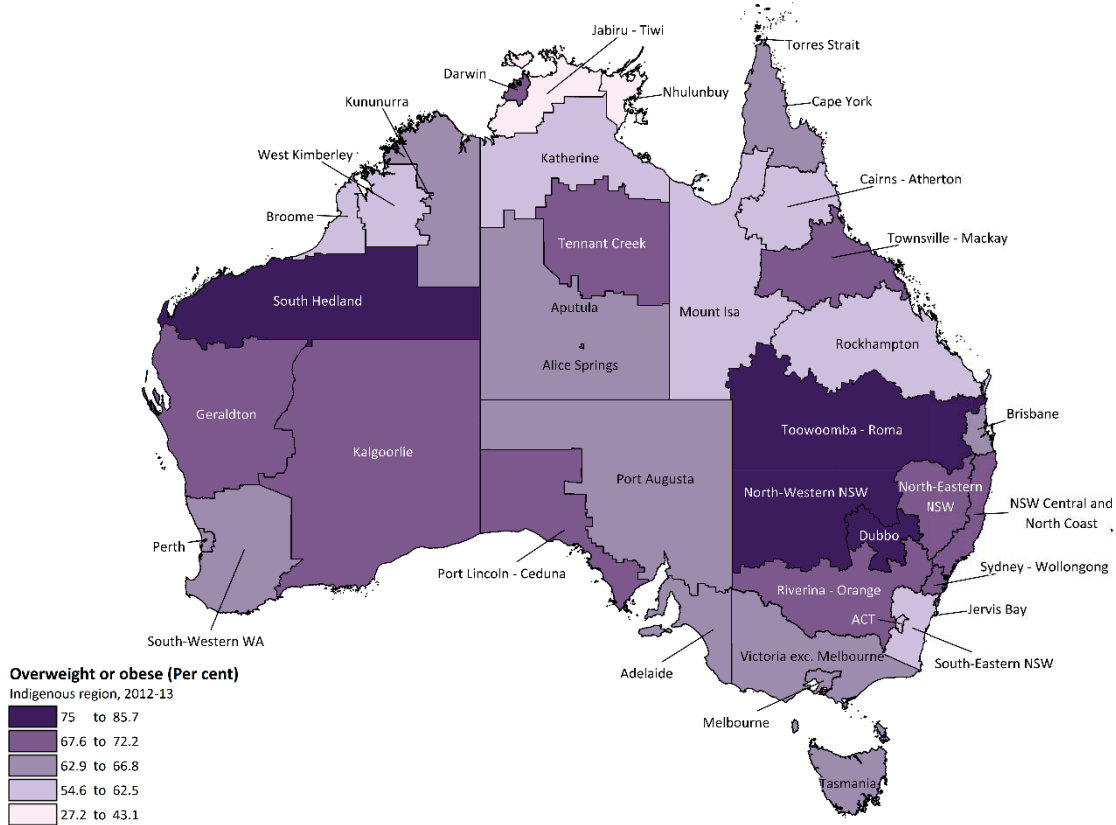 Jabiru - Tiwi
Torres Strait
Darwin
Nhulunbuy
Kununurra
Cape York
West Kimberley
Katherine
Cairns - Atherton
Broome
Townsville - Mackay
Tennant Creek
South Hedland
Aputula
Mount Isa
Rockhampton
Alice Springs
Geraldton
Brisbane
Toowoomba - Roma
Kalgoorlie
Port Augusta
North-Western NSW
North-Eastern
NSW
NSW Central and
North Coast
Perth
Dubbo
Port Lincoln - Ceduna
Sydney - Wollongong
Riverina - Orange
Jervis Bay
ACT
South-Western WA
Victoria exc. Melbourne
South-Eastern NSW
Adelaide
Melbourne
Tasmania
Overweight or obese (Per cent)
Indigenous region, 2012-13
75 to 85.7
67.6 to 72.2
62.9 to 66.8
54.6 to 62.5
27.2 to 43.1